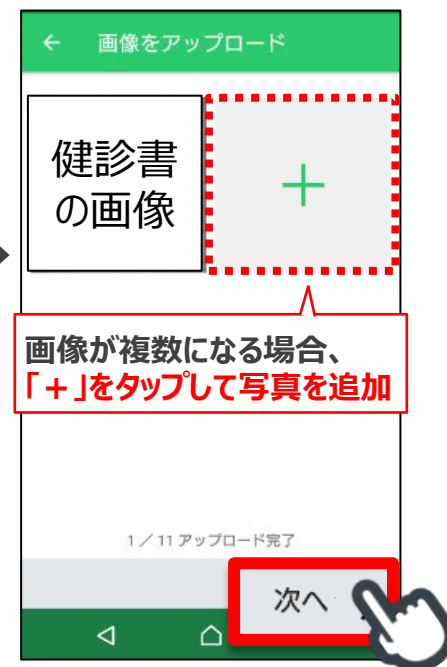 ← 画像をアップロード
健診書
の画像
+
画像が複数になる場合、
「+」をタップして写真を追加
1 / 11 アップロード完了
次へ